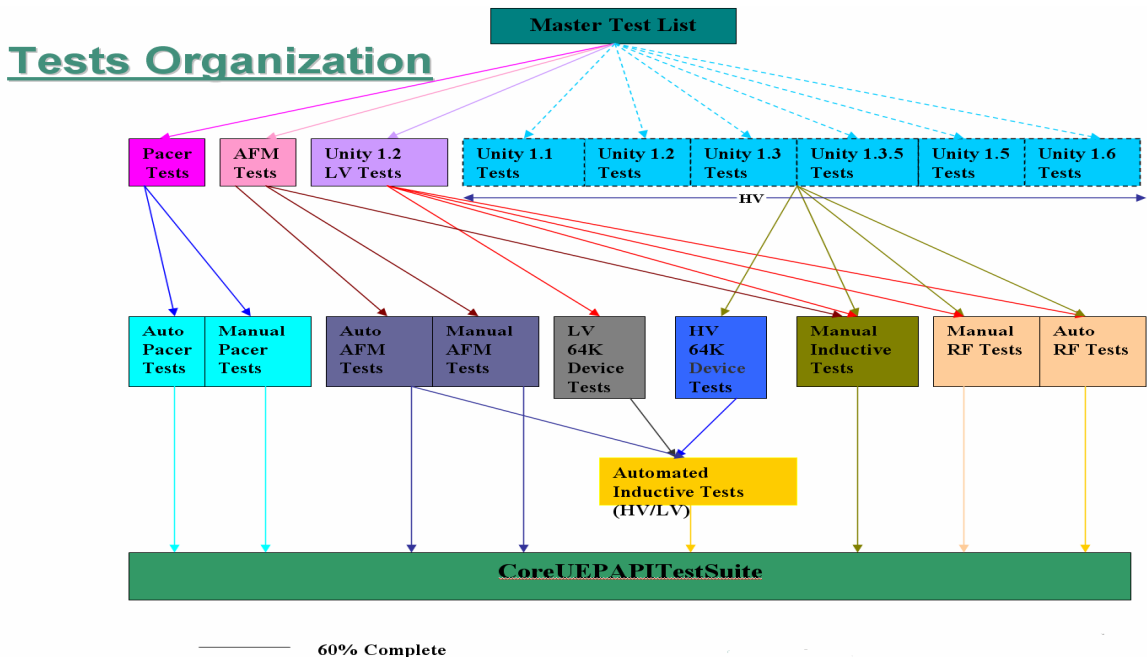 Master Test List
Tests Organization
Pacer
Tests
AFM
Tests
Unity 1.2
LV Tests
Unity 1.1
Tests
Unity 1.2
Tests
Unity 1.3
Tests
Unity 1.3.5
Tests
Unity 1.5
Tests
Unity 1.6
Tests
HV
Auto
Pacer
Tests
Manual
Pacer
Tests
Auto
AFM
Tests
Manual
AFM
Tests
LV
64K
Device
Tests
HV
64K
Device
Tests
Manual
Inductive
Tests
Manual
RF Tests
Auto
RF Tests
Automated
Inductive Tests
(HV/LV)
CoreUEPAPITestSuite
60% Complete